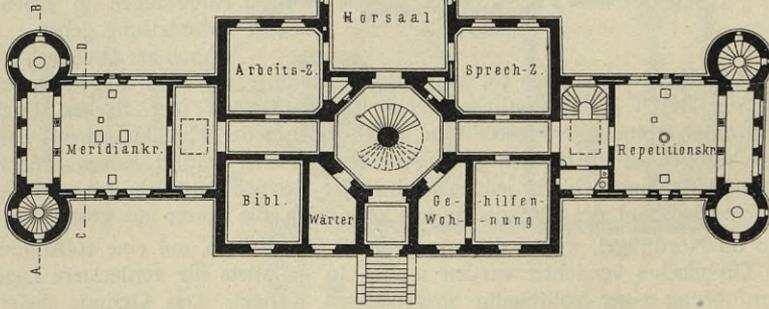 Horsaal
B
D
Arbeits-Z.
Sprech-Z.
Meridiankr.
Repetitionskr.
Bibl.
Wärter
Ge-
-hilfen-
Woh-
-nung
C
A